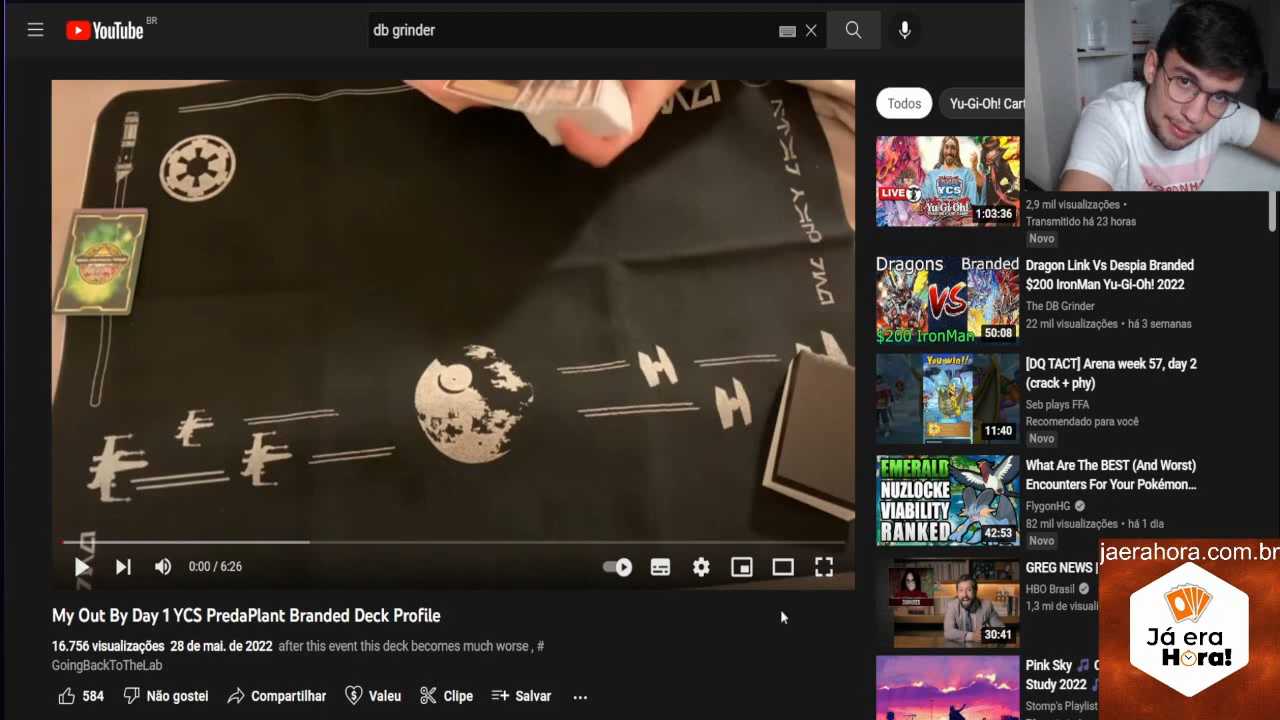 YouTube BR
db grinder
Todos
Yu-Gi-Oh! Cart
LIVE
YCS
Yu-Gi-Oh!
1:03:36
2,9 mil visualizações •
Transmitido há 23 horas
Novo
Dragons Branded
VS
$200 IronMan
50:08
Dragon Link Vs Despia Branded
$200 IronMan Yu-Gi-Oh! 2022
The DB Grinder
22 mil visualizações • há 3 semanas
You win!!
11:40
[DQ TACT] Arena week 57, day 2
(crack + phy)
Seb plays FFA
Recomendado para você
Novo
EMERALD
NUZLOCKE
VIABILITY
RANKED
42:53
What Are The BEST (And Worst)
Encounters For Your Pokémon...
FlygonHG
82 mil visualizações • há 1 dia
Novo
30:41
GREG NEWS |
HBO Brasil
1,3 mi de visuali
Pink Sky
Study 2022
Stomp's Playlist
0:00 / 6:26
My Out By Day 1 YCS PredaPlant Branded Deck Profile
16.756 visualizações 28 de mai. de 2022 after this event this deck becomes much worse , #
GoingBackToTheLab
584
Não gostei
Compartilhar
Valeu
Clipe
Salvar
jaerahora.com.br
Já era
Hora!